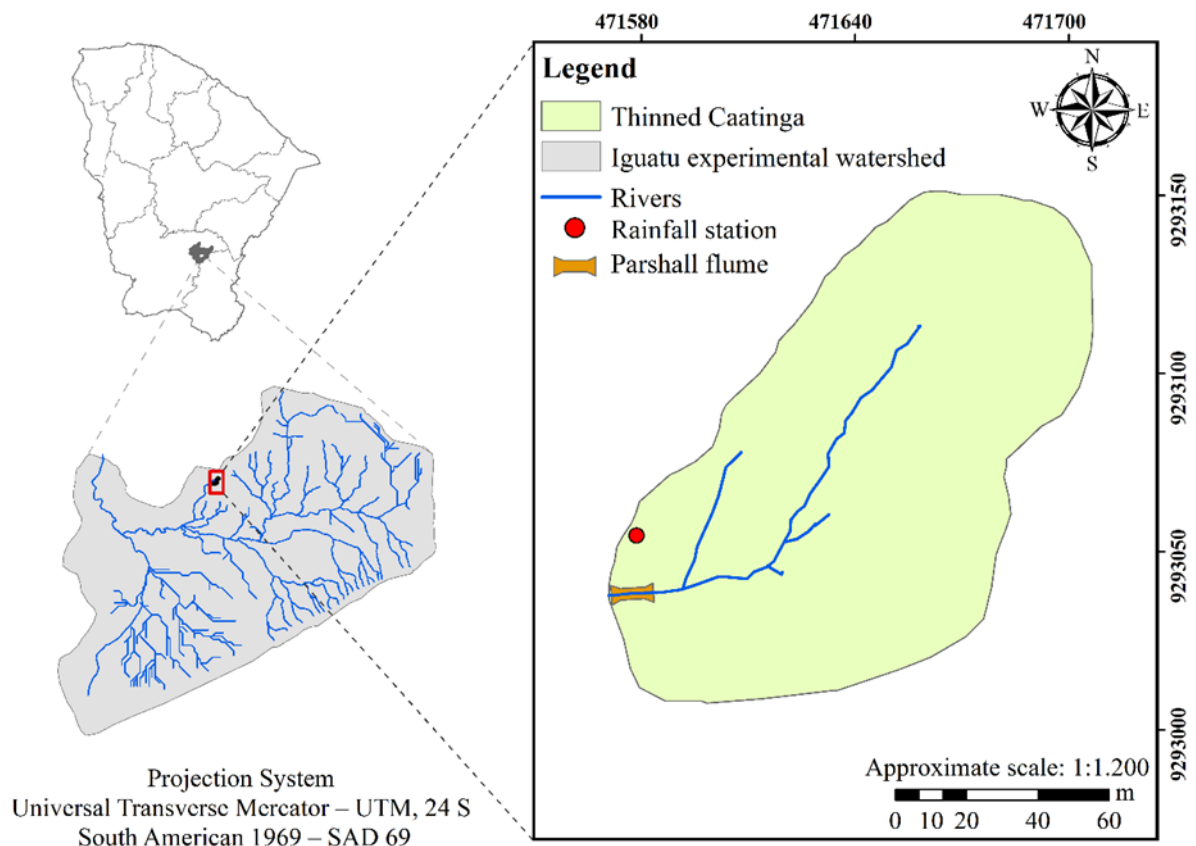 471580 471640 471700
Legend
Thinned Caatinga
Iguatu experimental watershed
Rivers
Rainfall station
Parshall flume
N
W E
S
9293150
9293100
9293050
9293000
Approximate scale: 1:1.200
m
0 10 20 40 60
Projection System
Universal Transverse Mercator – UTM, 24 S
South American 1969 – SAD 69